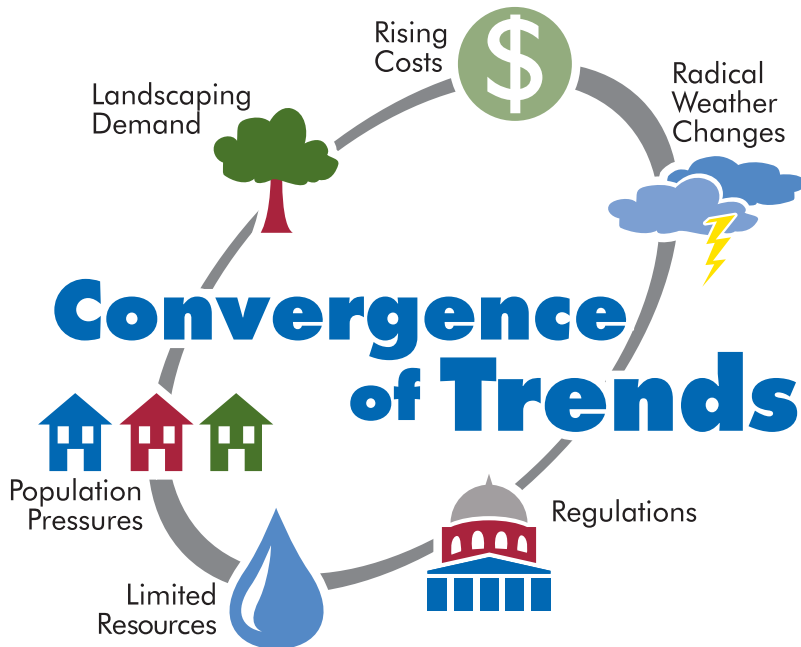 Rising
Costs
Radical
Weather
Changes
Landscaping
Demand
$
Convergence
of Trends
Population
Pressures
Regulations
Limited
Resources